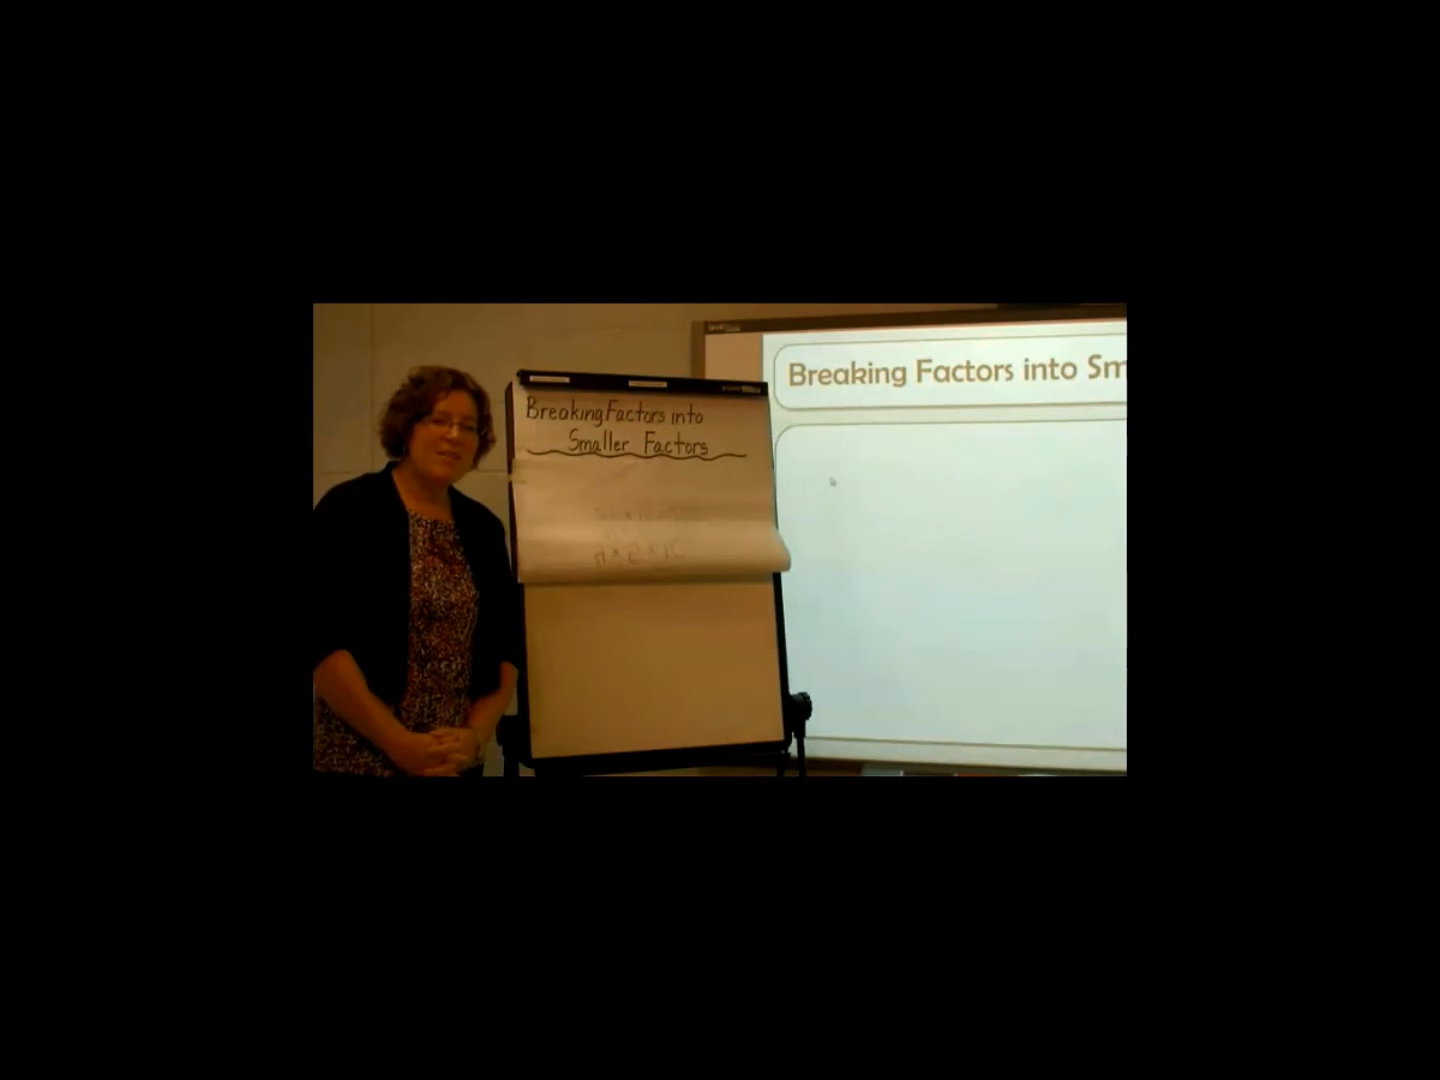 Breaking Factors into
Smaller Factors
Breaking Factors into Sm